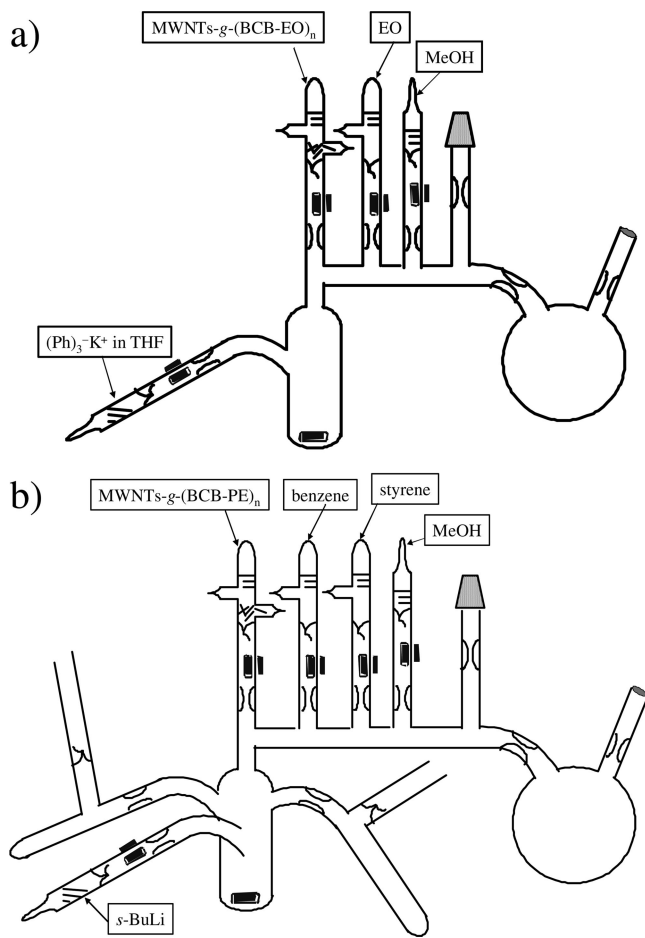 a)
MWNTs-g-(BCB-EO)n
EO
MeOH
(Ph)3⁻K⁺ in THF
b)
MWNTs-g-(BCB-PE)n
benzene
styrene
MeOH
s-BuLi